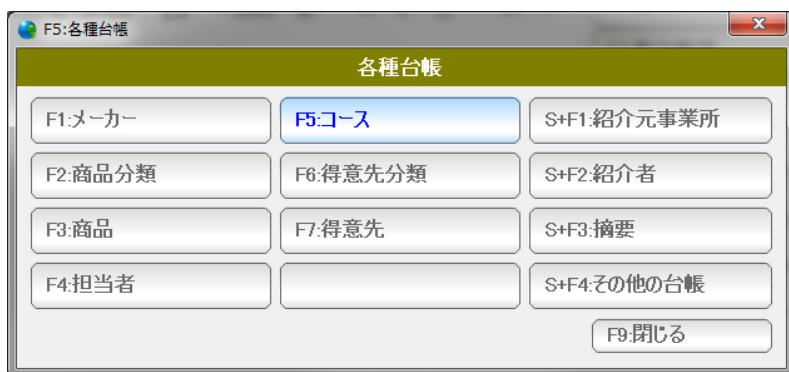 F5:各種台帳
各種台帳
F1:メーカー
F5:コース
S+F1:紹介元事業所
F2:商品分類
F6:得意先分類
S+F2:紹介者
F3:商品
F7:得意先
S+F3:摘要
F4:担当者
S+F4:その他の台帳
F9:閉じる